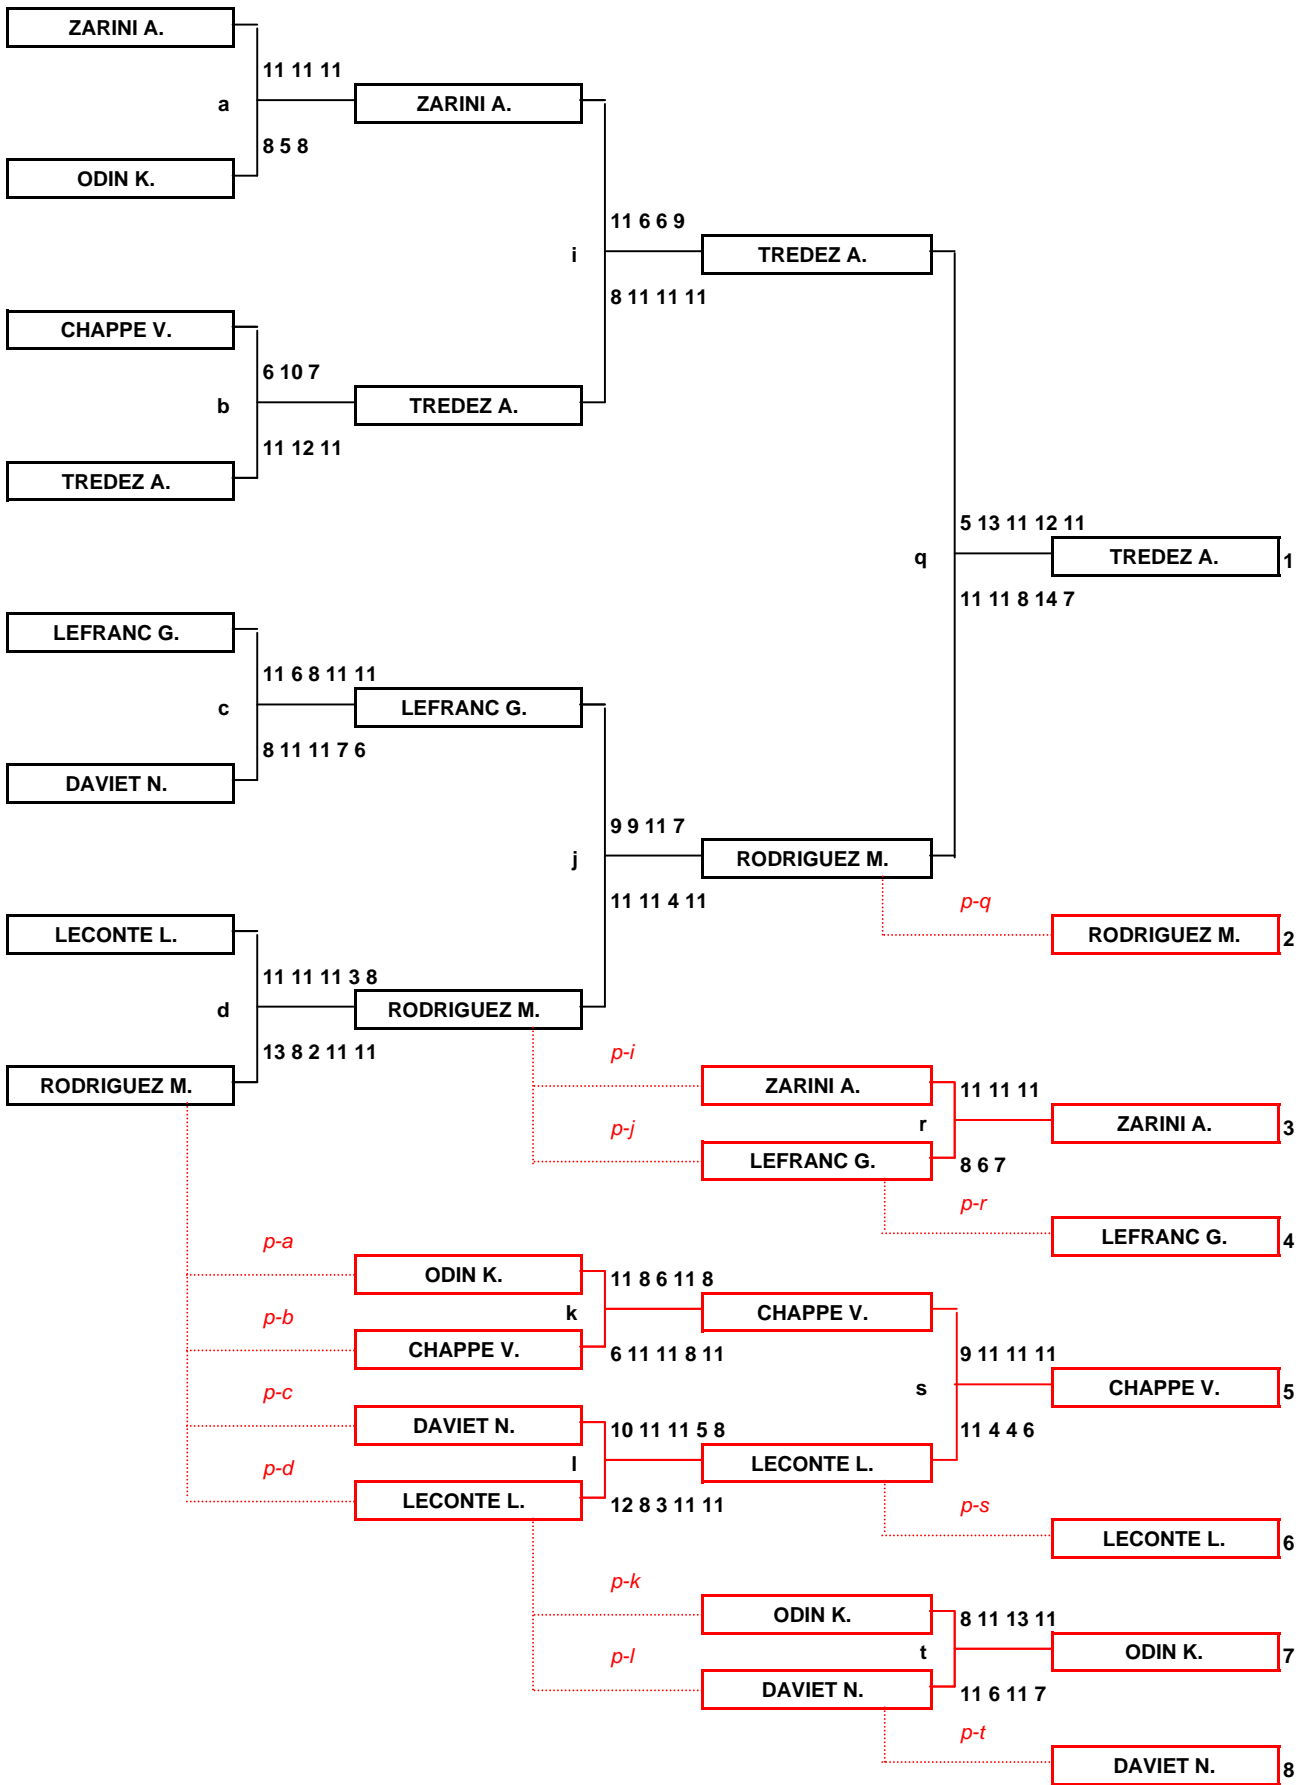 ZARINI A.
11 11 11
a
ZARINI A.
8 5 8
ODIN K.
11 6 6 9
i
TREDEZ A.
8 11 11 11
CHAPPE V.
6 10 7
b
TREDEZ A.
11 12 11
TREDEZ A.
5 13 11 12 11
q
TREDEZ A.
1
11 11 8 14 7
LEFRANC G.
11 6 8 11 11
c
LEFRANC G.
8 11 11 7 6
DAVIET N.
9 9 11 7
j
RODRIGUEZ M.
11 11 4 11
p-q
RODRIGUEZ M.
2
LECONTE L.
11 11 11 3 8
d
RODRIGUEZ M.
13 8 2 11 11
RODRIGUEZ M.
p-i
ZARINI A.
11 11 11
p-j
r
ZARINI A.
3
LEFRANC G.
8 6 7
p-r
LEFRANC G.
4
p-a
ODIN K.
11 8 6 11 8
p-b
k
CHAPPE V.
CHAPPE V.
6 11 11 8 11
9 11 11 11
p-c
s
CHAPPE V.
5
DAVIET N.
10 11 11 5 8
11 4 4 6
p-d
l
LECONTE L.
LECONTE L.
12 8 3 11 11
p-s
LECONTE L.
6
p-k
ODIN K.
8 11 13 11
p-l
t
ODIN K.
7
DAVIET N.
11 6 11 7
p-t
DAVIET N.
8